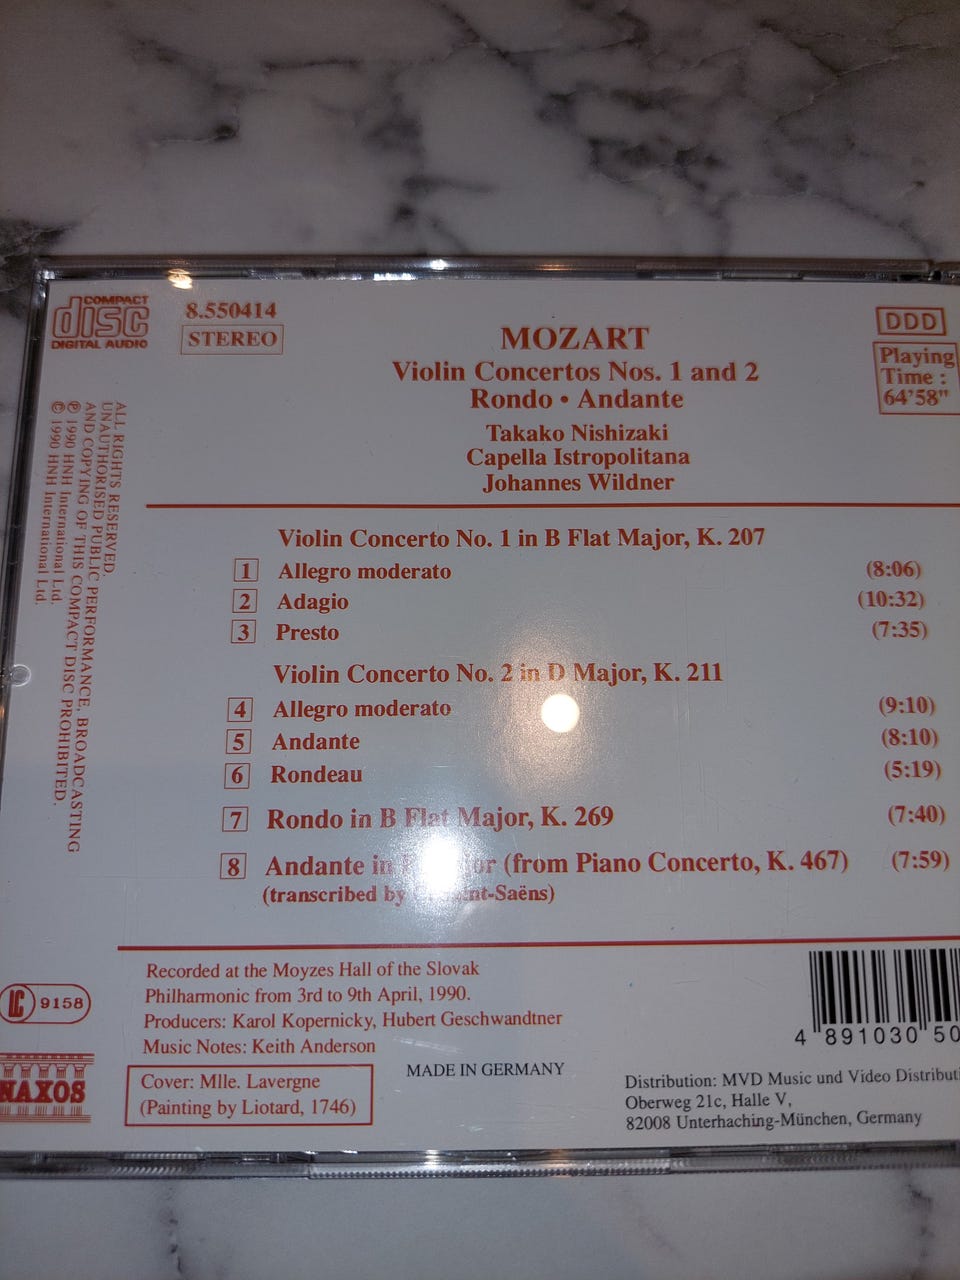 COMPACT
disc
DIGITAL AUDIO
8.550414
STEREO
DDD
Playing
Time :
64'58"
MOZART
Violin Concertos Nos. 1 and 2
Rondo • Andante
Takako Nishizaki
Capella Istropolitana
Johannes Wildner
ALL RIGHTS RESERVED.
UNAUTHORISED PUBLIC PERFORMANCE, BROADCASTING
AND COPYING OF THIS COMPACT DISC PROHIBITED.
℗ 1990 HNH International Ltd.
© 1990 HNH International Ltd.
Violin Concerto No. 1 in B Flat Major, K. 207
1 Allegro moderato (8:06)
2 Adagio (10:32)
3 Presto (7:35)
Violin Concerto No. 2 in D Major, K. 211
4 Allegro moderato (9:10)
5 Andante (8:10)
6 Rondeau (5:19)
7 Rondo in B Flat Major, K. 269 (7:40)
8 Andante in (from Piano Concerto, K. 467) (7:59)
(transcribed by
Recorded at the Moyzes Hall of the Slovak
Philharmonic from 3rd to 9th April, 1990.
Producers: Karol Kopernicky, Hubert Geschwandtner
Music Notes: Keith Anderson
LC 9158
NAXOS
Cover: Mlle. Lavergne
(Painting by Liotard, 1746)
MADE IN GERMANY
4 891030 50
Distribution: MVD Music und Video Distributi
Oberweg 21c, Halle V,
82008 Unterhaching-München, Germany